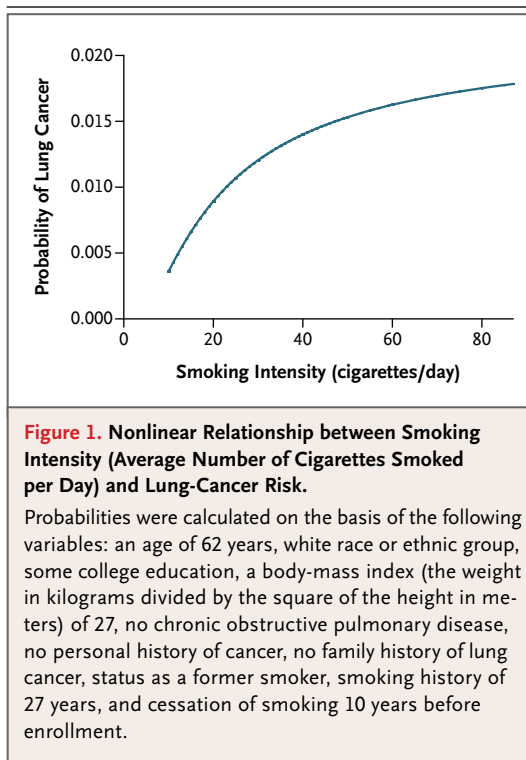 0.020
0.015
0.010
0.005
0.000
Probability of Lung Cancer
0 20 40 60 80
Smoking Intensity (cigarettes/day)
Figure 1. Nonlinear Relationship between Smoking
Intensity (Average Number of Cigarettes Smoked
per Day) and Lung-Cancer Risk.
Probabilities were calculated on the basis of the following
variables: an age of 62 years, white race or ethnic group,
some college education, a body-mass index (the weight
in kilograms divided by the square of the height in me-
ters) of 27, no chronic obstructive pulmonary disease,
no personal history of cancer, no family history of lung
cancer, status as a former smoker, smoking history of
27 years, and cessation of smoking 10 years before
enrollment.